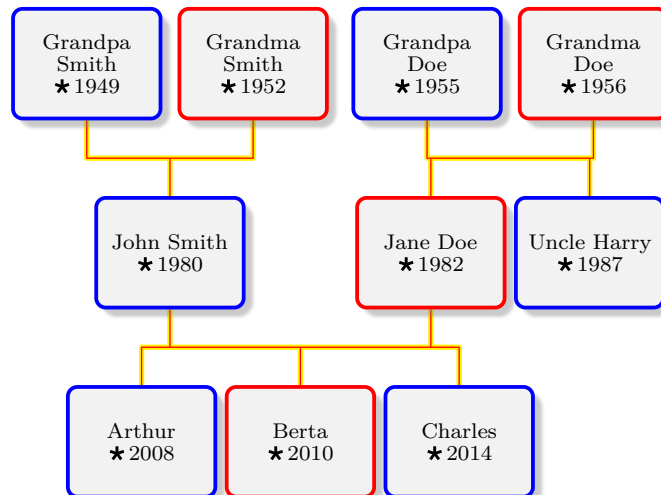 Grandpa
Smith
★1949
Grandma
Smith
★1952
Grandpa
Doe
★1955
Grandma
Doe
★1956
John Smith
★1980
Jane Doe
★1982
Uncle Harry
★1987
Arthur
★2008
Berta
★2010
Charles
★2014